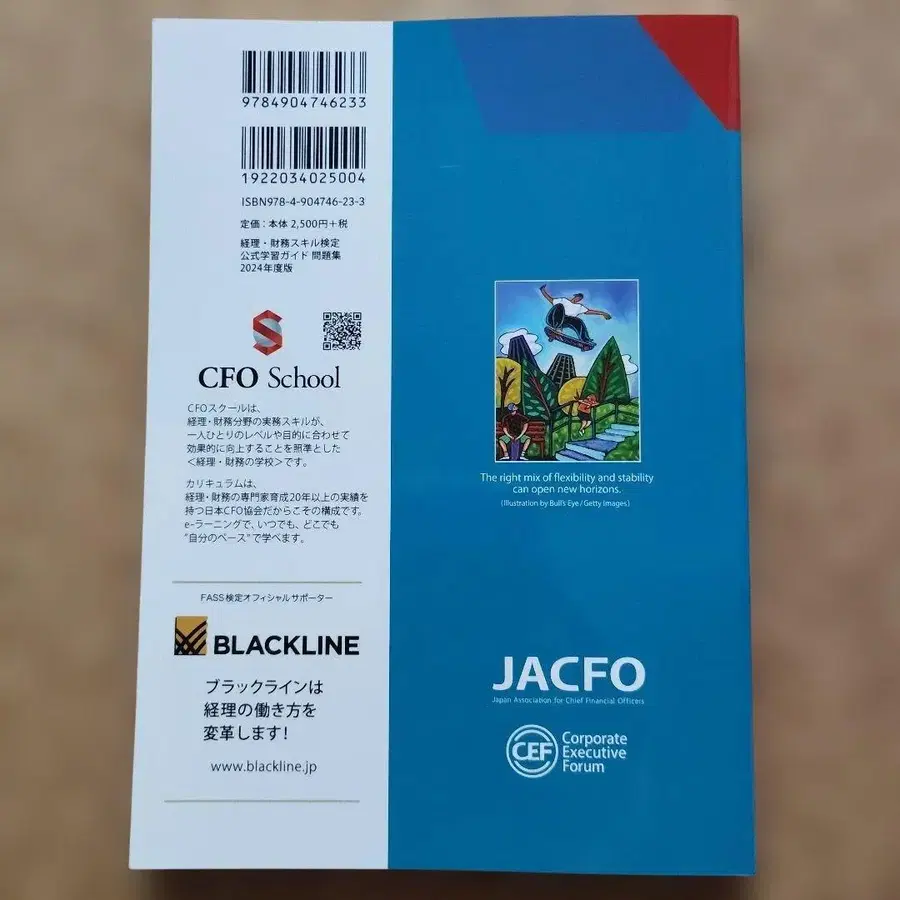 9784904746233
1922034025004
ISBN978-4-904746-23-3
定価：本体 2,500円+税
経理・財務スキル検定
公式学習ガイド 問題集
2024年度版
CFO School
CFOスクールは、
経理・財務分野の実務スキルが、
一人ひとりのレベルや目的に合わせて
効果的に向上することを照準とした
＜経理・財務の学校＞です。
カリキュラムは、
経理・財務の専門家育成20年以上の実績を
持つ日本CFO協会だからこその構成です。
e-ラーニングで、いつでも、どこでも
"自分のペース"で学べます。
FASS検定オフィシャルサポーター
BLACKLINE
ブラックラインは
経理の働き方を
変革します！
www.blackline.jp
The right mix of flexibility and stability
can open new horizons.
(Illustration by Bull's Eye / Getty Images)
JACFO
Japan Association for Chief Financial Officers
CEF
Corporate
Executive
Forum